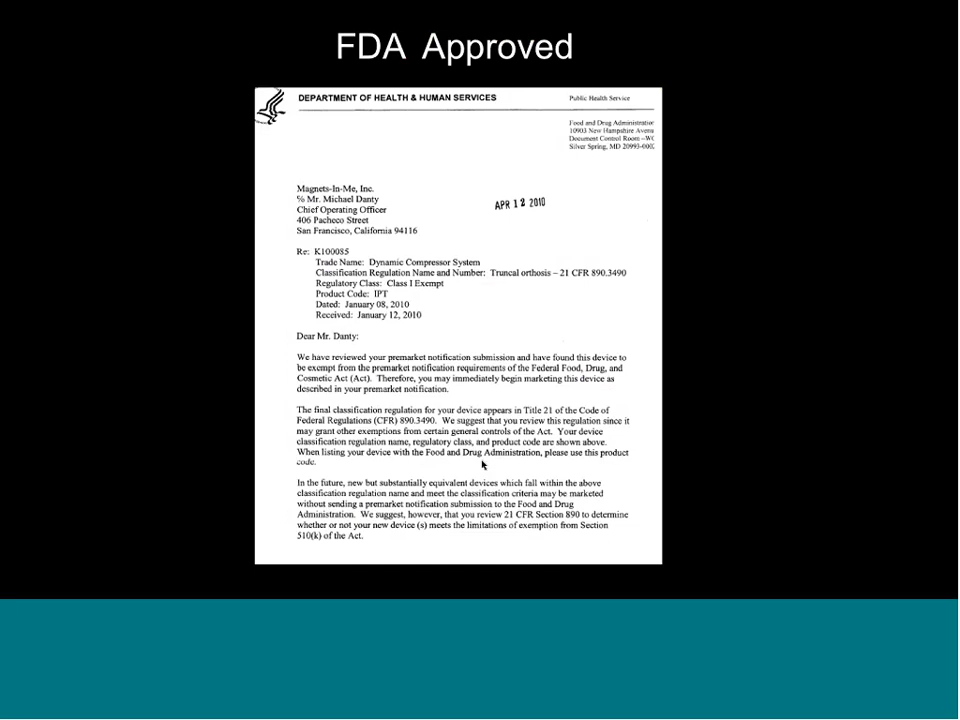 FDA Approved
DEPARTMENT OF HEALTH & HUMAN SERVICES
Public Health Service
Food and Drug Administration
10903 New Hampshire Avenu
Document Control Room –W
Silver Spring, MD 20993-000
Magnets-In-Me, Inc.
% Mr. Michael Danty
Chief Operating Officer
406 Pacheco Street
San Francisco, California 94116
APR 12 2010
Re: K100085
Trade Name: Dynamic Compressor System
Classification Regulation Name and Number: Truncal orthosis – 21 CFR 890.3490
Regulatory Class: Class I Exempt
Product Code: IPT
Dated: January 08, 2010
Received: January 12, 2010
Dear Mr. Danty:
We have reviewed your premarket notification submission and have found this device to
be exempt from the premarket notification requirements of the Federal Food, Drug, and
Cosmetic Act (Act). Therefore, you may immediately begin marketing this device as
described in your premarket notification.
The final classification regulation for your device appears in Title 21 of the Code of
Federal Regulations (CFR) 890.3490. We suggest that you review this regulation since it
may grant other exemptions from certain general controls of the Act. Your device
classification regulation name, regulatory class, and product code are shown above.
When listing your device with the Food and Drug Administration, please use this product
code.
In the future, new but substantially equivalent devices which fall within the above
classification regulation name and meet the classification criteria may be marketed
without sending a premarket notification submission to the Food and Drug
Administration. We suggest, however, that you review 21 CFR Section 890 to determine
whether or not your new device (s) meets the limitations of exemption from Section
510(k) of the Act.